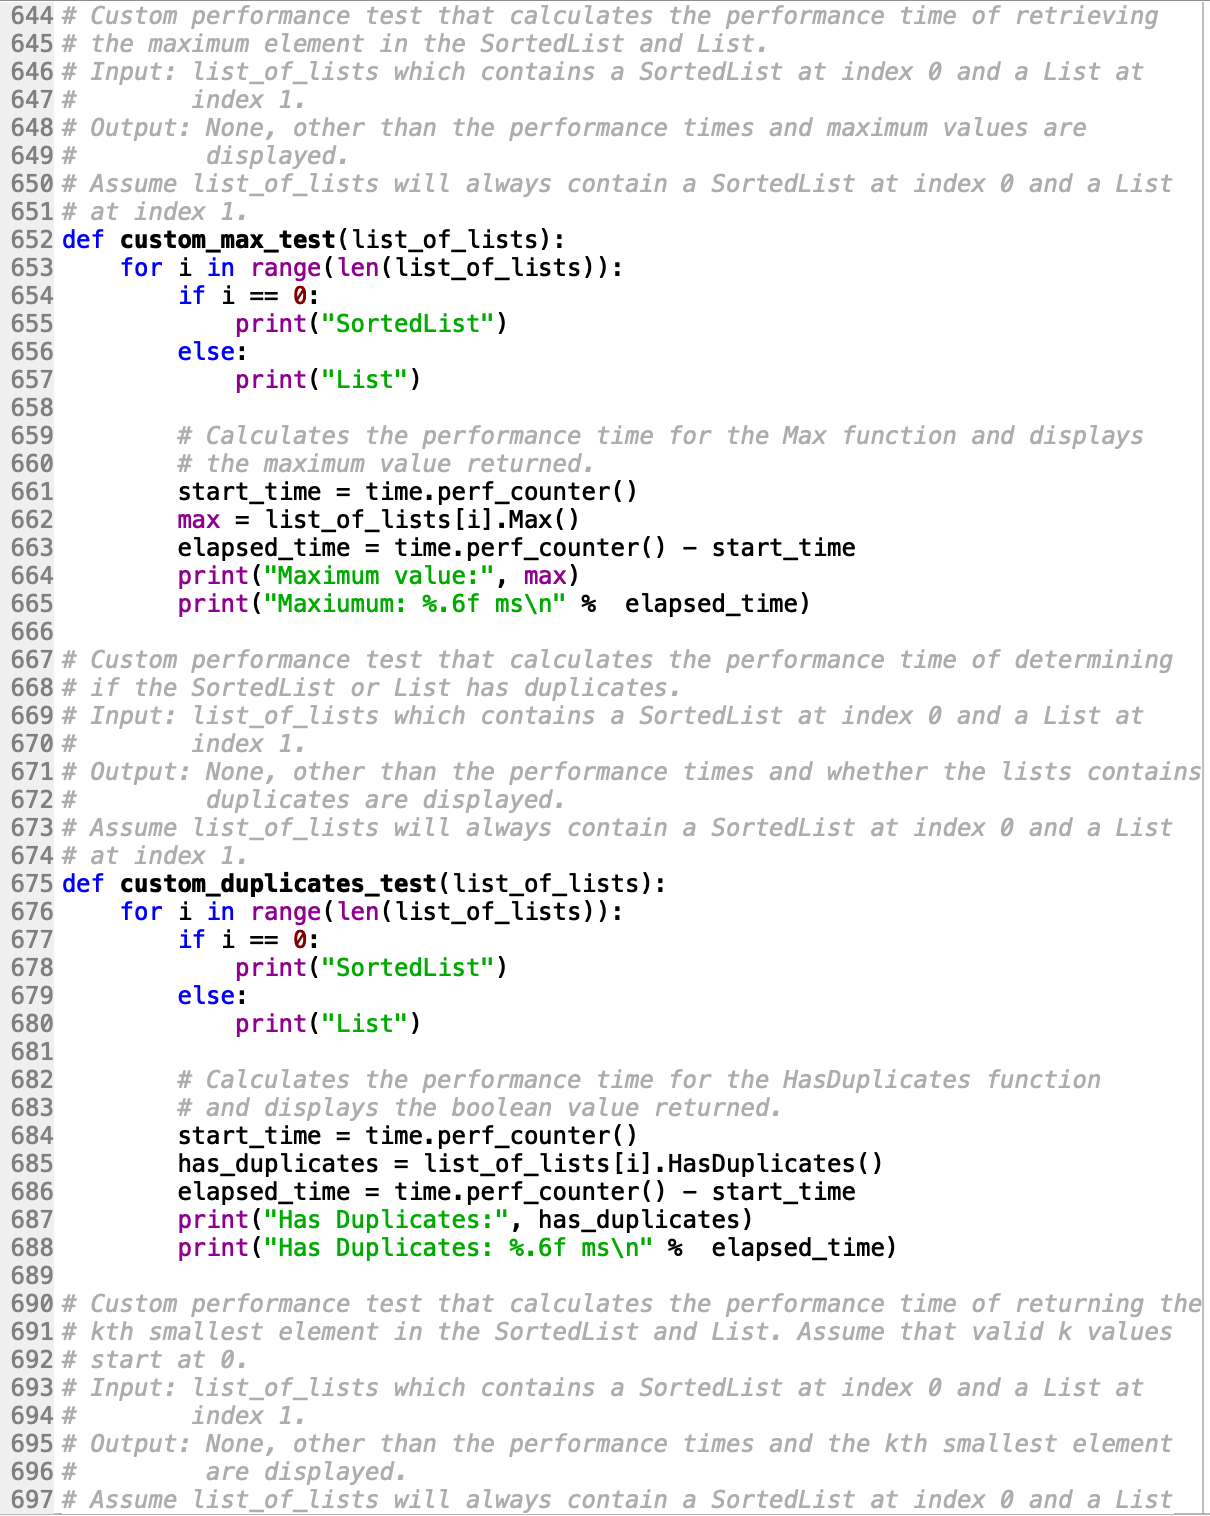 644 # Custom performance test that calculates the performance time of retrieving
645 # the maximum element in the SortedList and List.
646 # Input: list_of_lists which contains a SortedList at index 0 and a List at
647 #        index 1.
648 # Output: None, other than the performance times and maximum values are
649 #         displayed.
650 # Assume list_of_lists will always contain a SortedList at index 0 and a List
651 # at index 1.
652 def custom_max_test(list_of_lists):
653     for i in range(len(list_of_lists)):
654         if i == 0:
655             print("SortedList")
656         else:
657             print("List")
658
659         # Calculates the performance time for the Max function and displays
660         # the maximum value returned.
661         start_time = time.perf_counter()
662         max = list_of_lists[i].Max()
663         elapsed_time = time.perf_counter() - start_time
664         print("Maximum value:", max)
665         print("Maxiumum: %.6f ms\n" %  elapsed_time)
666
667 # Custom performance test that calculates the performance time of determining
668 # if the SortedList or List has duplicates.
669 # Input: list_of_lists which contains a SortedList at index 0 and a List at
670 #        index 1.
671 # Output: None, other than the performance times and whether the lists contains
672 #         duplicates are displayed.
673 # Assume list_of_lists will always contain a SortedList at index 0 and a List
674 # at index 1.
675 def custom_duplicates_test(list_of_lists):
676     for i in range(len(list_of_lists)):
677         if i == 0:
678             print("SortedList")
679         else:
680             print("List")
681
682         # Calculates the performance time for the HasDuplicates function
683         # and displays the boolean value returned.
684         start_time = time.perf_counter()
685         has_duplicates = list_of_lists[i].HasDuplicates()
686         elapsed_time = time.perf_counter() - start_time
687         print("Has Duplicates:", has_duplicates)
688         print("Has Duplicates: %.6f ms\n" %  elapsed_time)
689
690 # Custom performance test that calculates the performance time of returning the
691 # kth smallest element in the SortedList and List. Assume that valid k values
692 # start at 0.
693 # Input: list_of_lists which contains a SortedList at index 0 and a List at
694 #        index 1.
695 # Output: None, other than the performance times and the kth smallest element
696 #         are displayed.
697 # Assume list_of_lists will always contain a SortedList at index 0 and a List